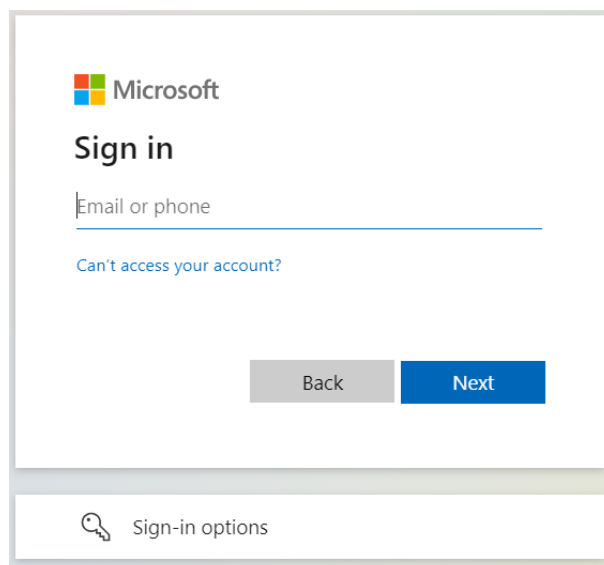 Microsoft
Sign in
Email or phone
Can't access your account?
Back
Next
Sign-in options